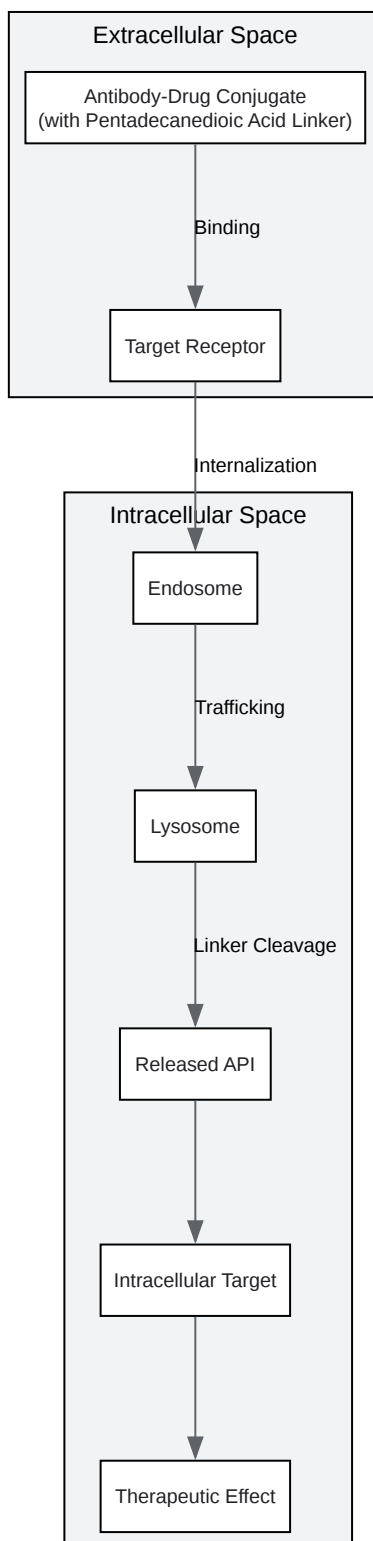 Extracellular Space
Antibody-Drug Conjugate
(with Pentadecanedioic Acid Linker)
Binding
Target Receptor
Internalization
Intracellular Space
Endosome
Trafficking
Lysosome
Linker Cleavage
Released API
Intracellular Target
Therapeutic Effect